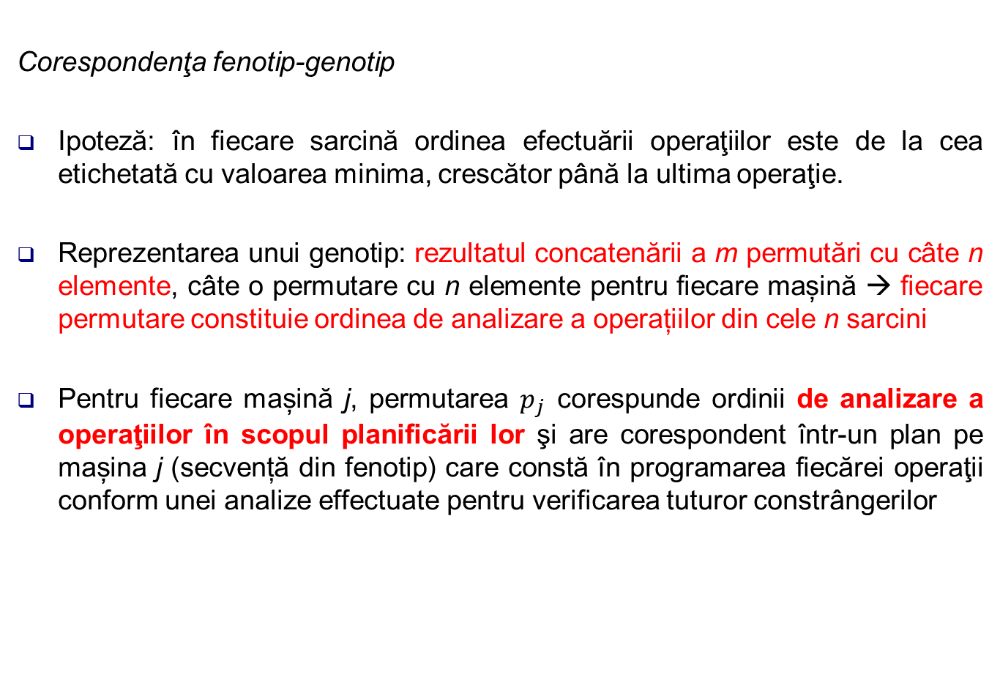 Corespondenţa fenotip-genotip
❑ Ipoteză: în fiecare sarcină ordinea efectuării operaţiilor este de la cea
etichetată cu valoarea minima, crescător până la ultima operaţie.
❑ Reprezentarea unui genotip: rezultatul concatenării a m permutări cu câte n
elemente, câte o permutare cu n elemente pentru fiecare mașină → fiecare
permutare constituie ordinea de analizare a operațiilor din cele n sarcini
❑ Pentru fiecare mașină j, permutarea 𝑝𝑗 corespunde ordinii de analizare a
operaţiilor în scopul planificării lor şi are corespondent într-un plan pe
mașina j (secvență din fenotip) care constă în programarea fiecărei operaţii
conform unei analize effectuate pentru verificarea tuturor constrângerilor